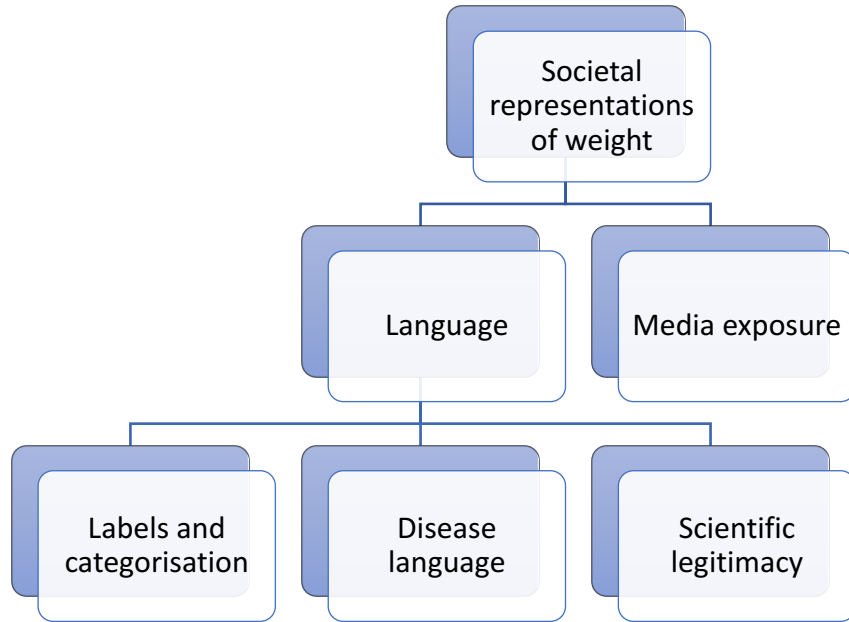 Societal
representations
of weight
Language
Media exposure
Labels and
categorisation
Disease
language
Scientific
legitimacy